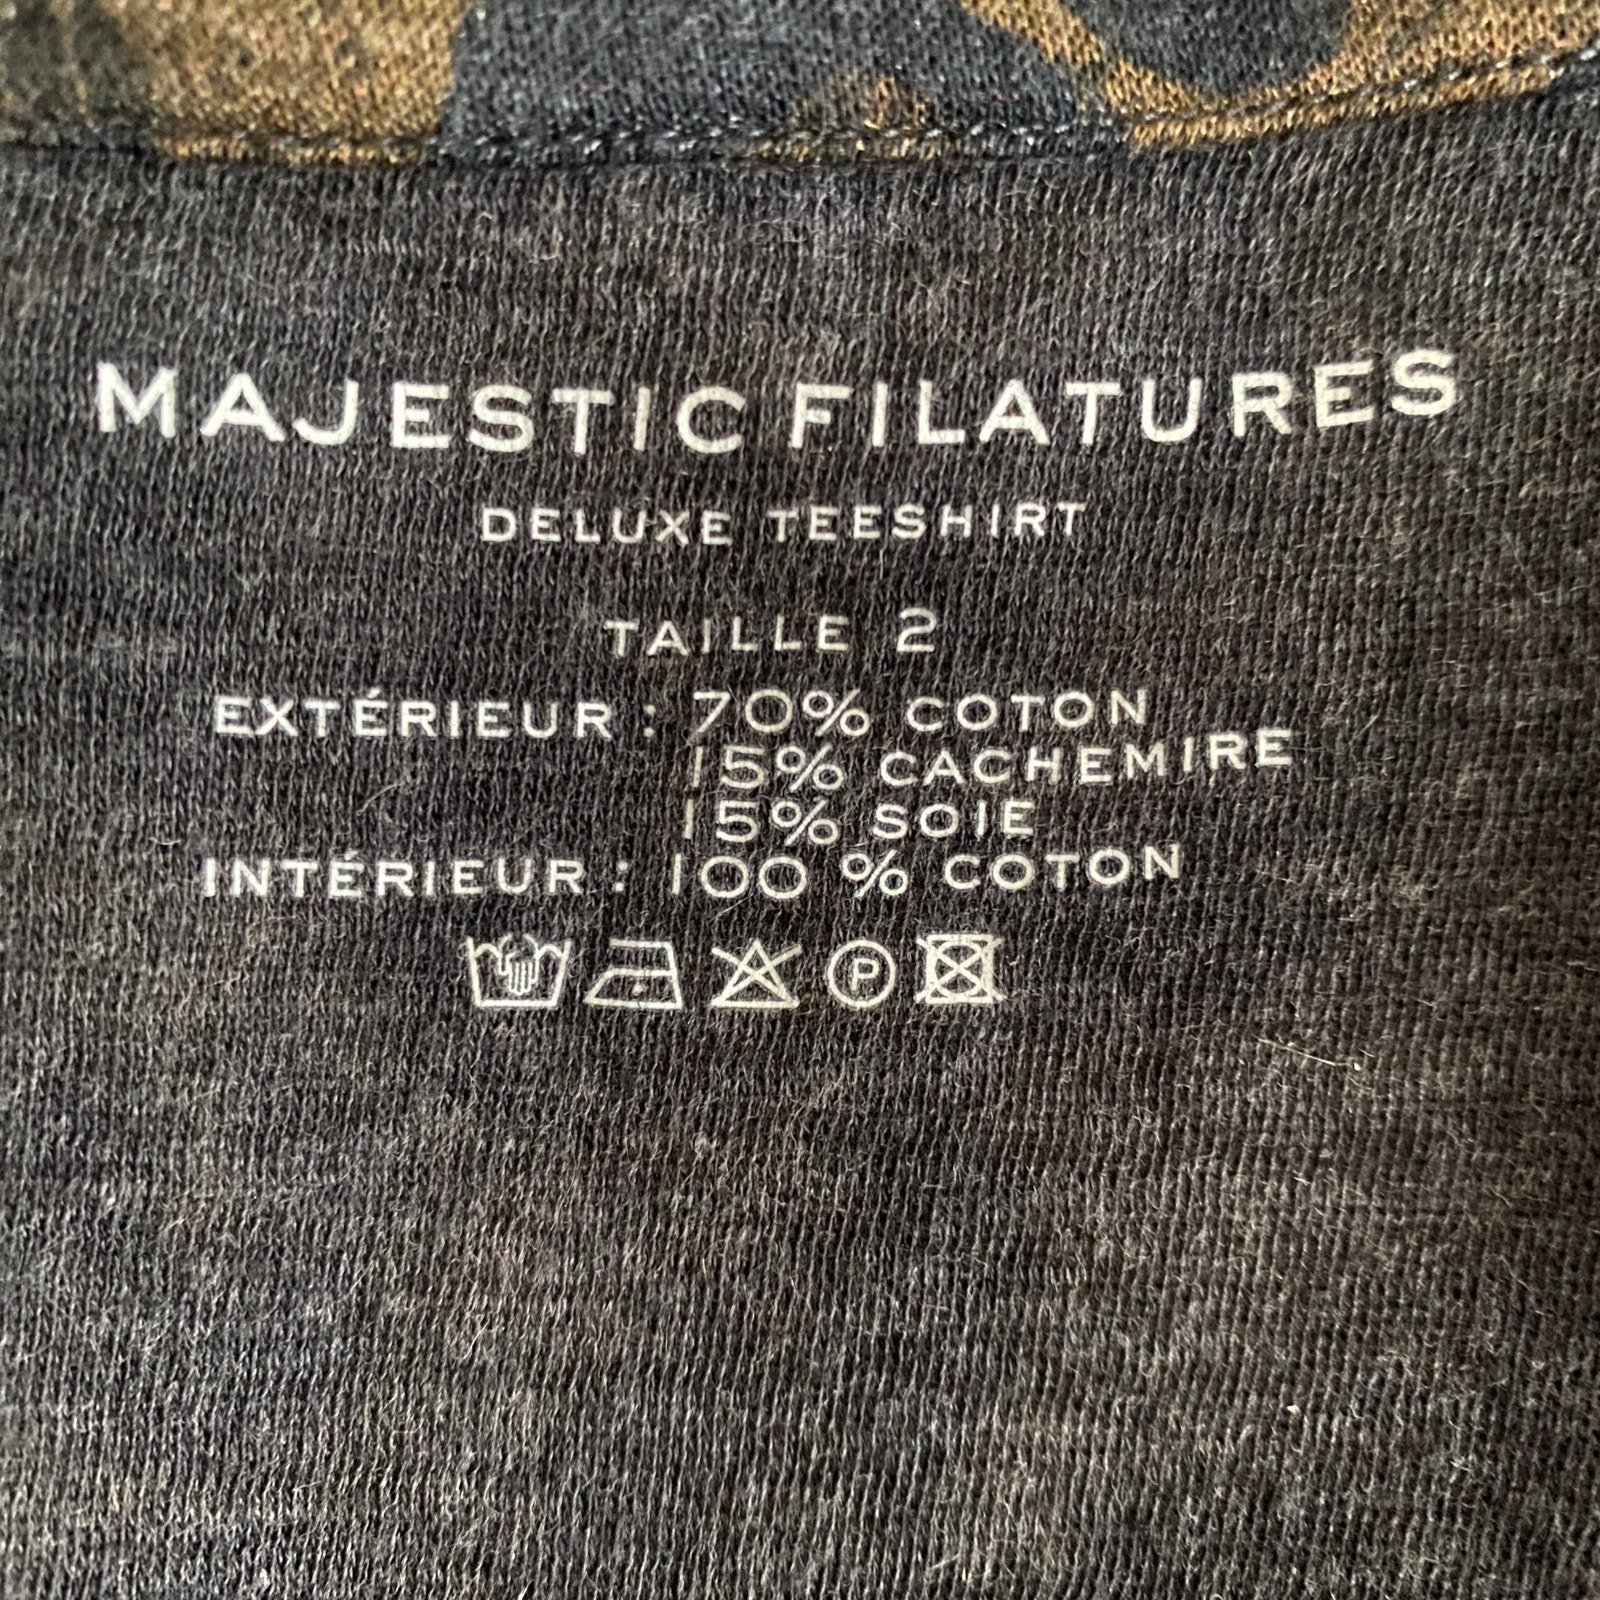 MAJESTIC FILATURES
DELUXE TEESHIRT
TAILLE 2
EXTÉRIEUR : 70% COTON
15% CACHEMIRE
15% SOIE
INTÉRIEUR : 100 % COTON
P